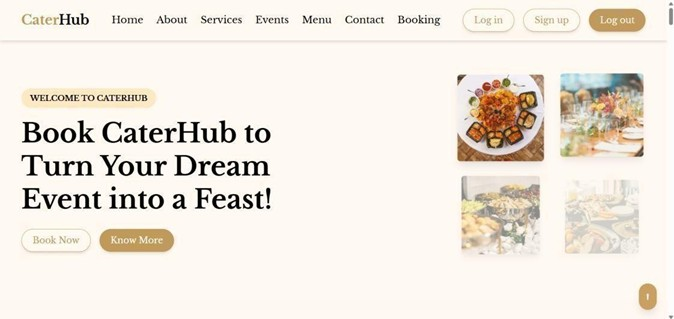 CaterHub
Home About Services Events Menu Contact Booking
Log in Sign up Log out
WELCOME TO CATERHUB
Book CaterHub to
Turn Your Dream
Event into a Feast!
Book Now Know More